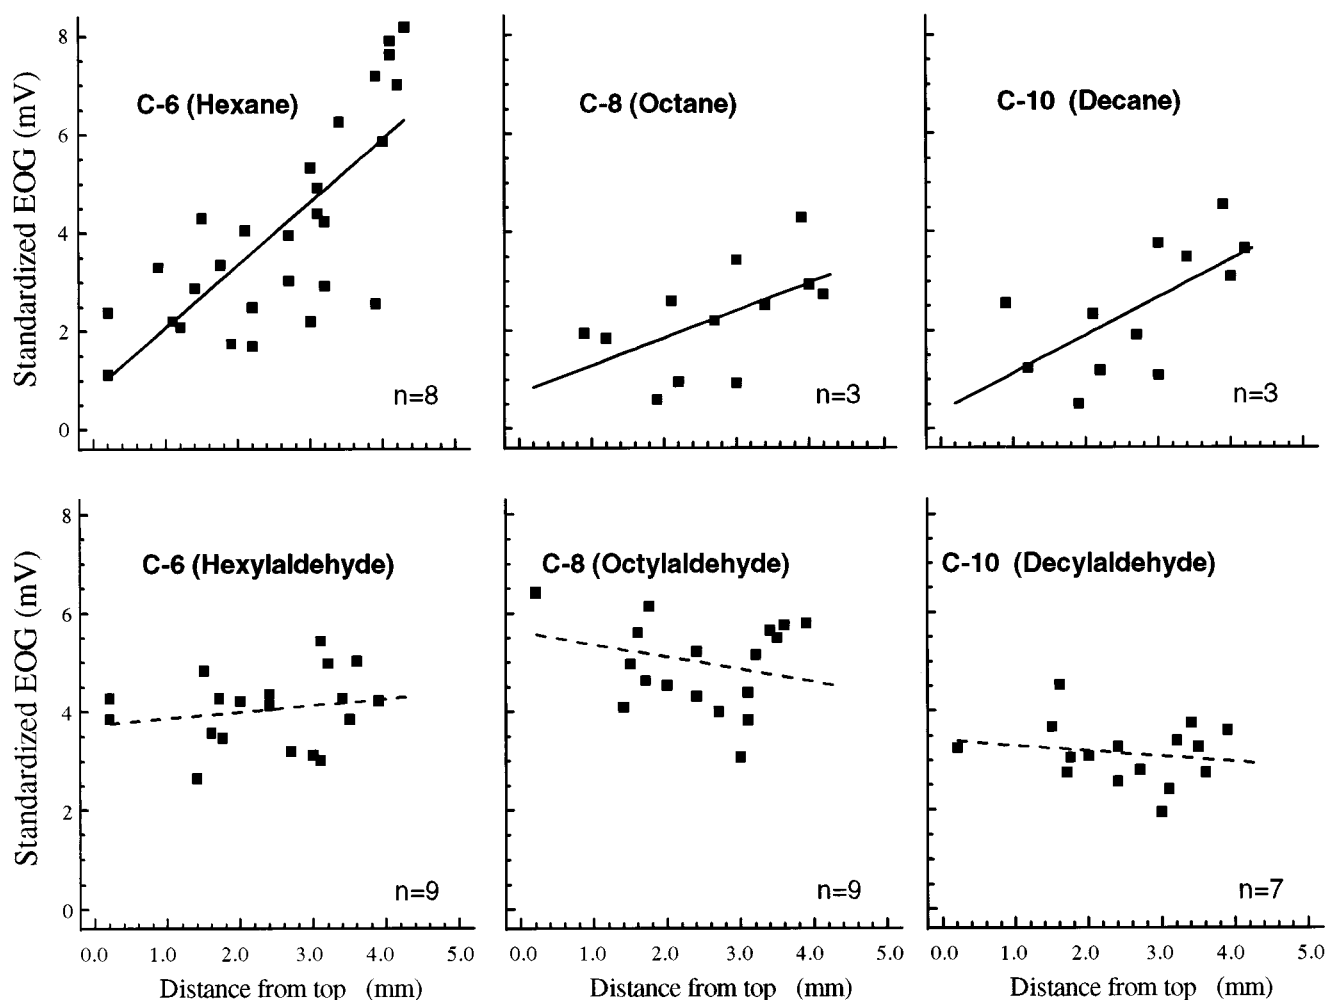 Standardized EOG (mV)
8
6
4
2
0
C-6 (Hexane)
n=8
C-8 (Octane)
n=3
C-10 (Decane)
n=3
Standardized EOG (mV)
8
6
4
2
0
C-6 (Hexylaldehyde)
n=9
C-8 (Octylaldehyde)
n=9
C-10 (Decylaldehyde)
n=7
0.0 1.0 2.0 3.0 4.0 5.0
0.0 1.0 2.0 3.0 4.0 5.0
0.0 1.0 2.0 3.0 4.0 5.0
Distance from top (mm)
Distance from top (mm)
Distance from top (mm)